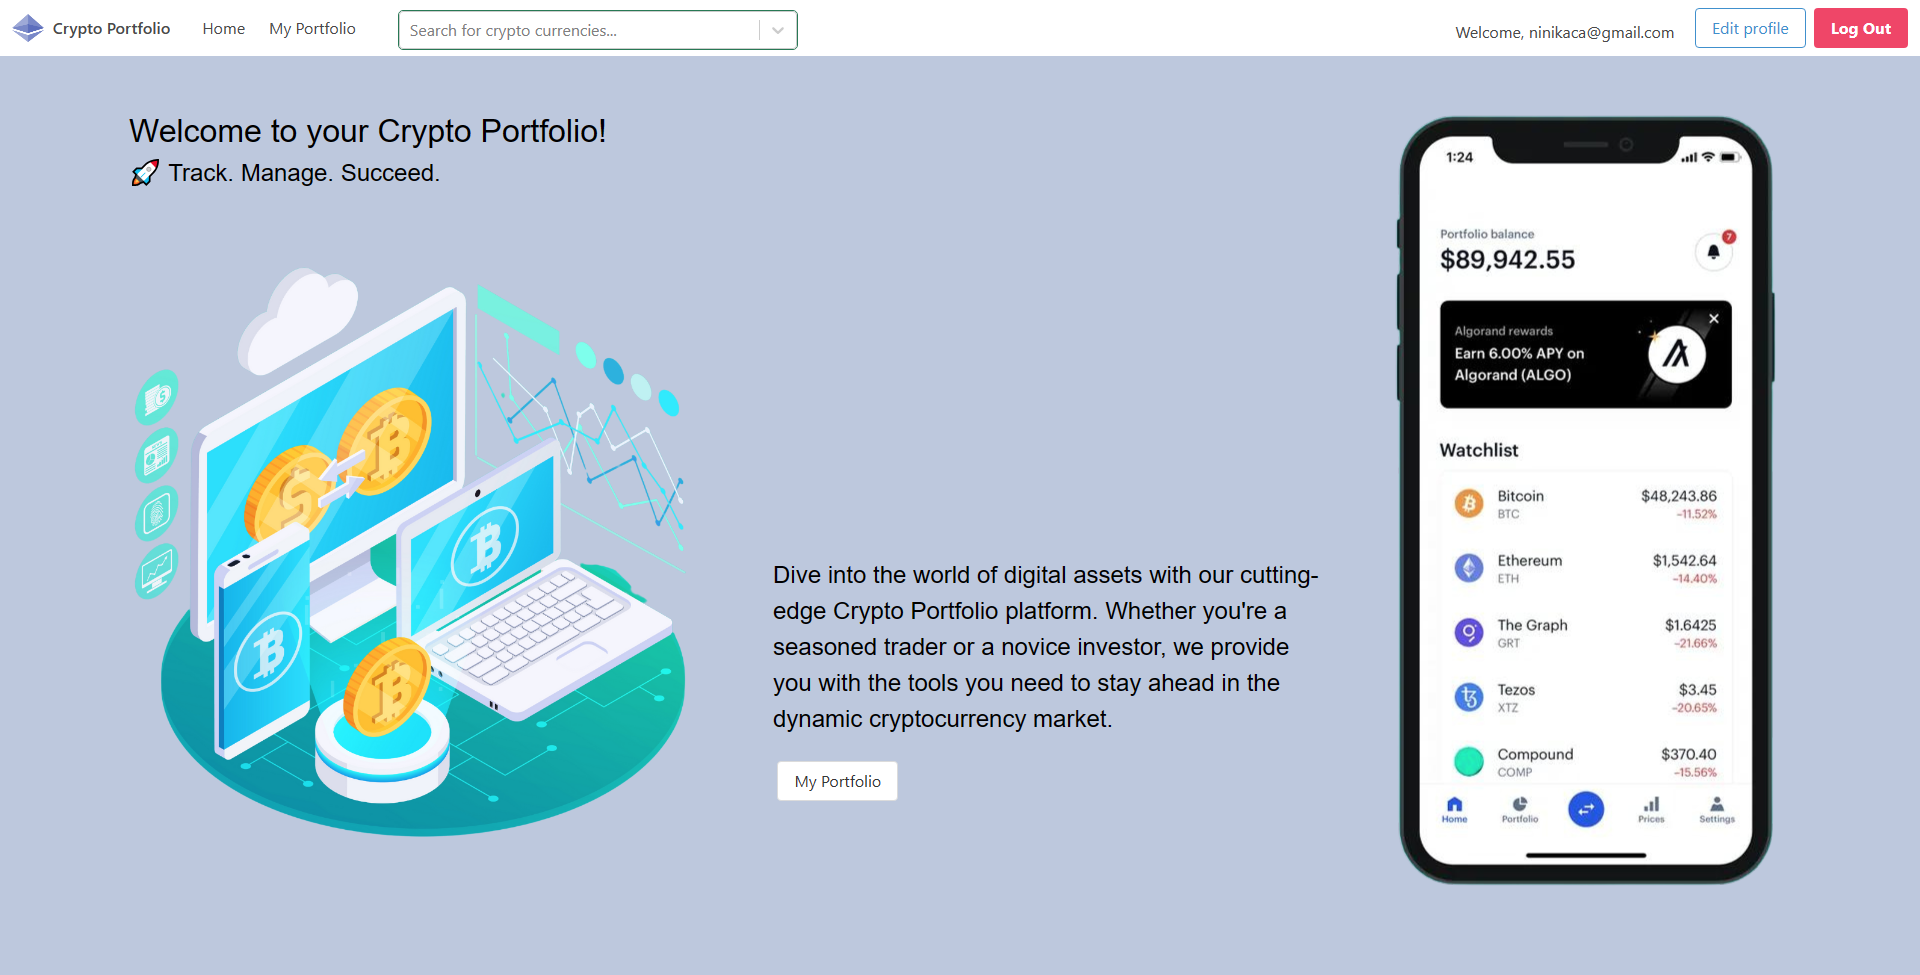 Crypto Portfolio
Home
My Portfolio
Search for crypto currencies...
Welcome, ninikaca@gmail.com
Edit profile
Log Out
Welcome to your Crypto Portfolio!
🚀 Track. Manage. Succeed.
Dive into the world of digital assets with our cutting-
edge Crypto Portfolio platform. Whether you're a
seasoned trader or a novice investor, we provide
you with the tools you need to stay ahead in the
dynamic cryptocurrency market.
My Portfolio
1:24
Portfolio balance
$89,942.55
7
Algorand rewards
Earn 6.00% APY on
Algorand (ALGO)
Watchlist
Bitcoin $48,243.86
BTC -11.52%
Ethereum $1,542.64
ETH -14.40%
The Graph $1.6425
GRT -21.66%
Tezos $3.45
XTZ -20.65%
Compound $370.40
COMP -15.56%
Home Portfolio Prices Settings